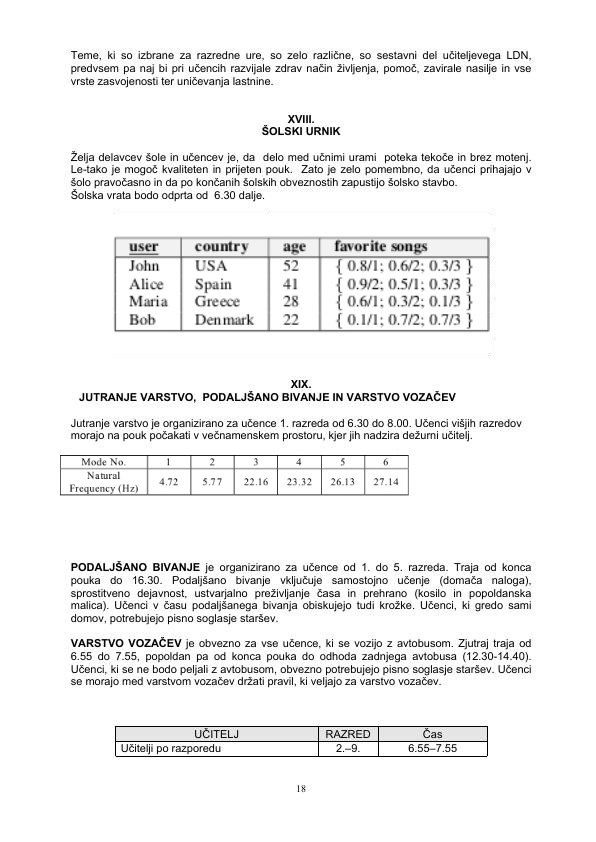 Teme, ki so izbrane za razredne ure, so zelo različne, so sestavni del učiteljevega LDN,
predvsem pa naj bi pri učencih razvijale zdrav način življenja, pomoč, zavirale nasilje in vse
vrste zasvojenosti ter uničevanja lastnine.
XVIII.
ŠOLSKI URNIK
Želja delavcev šole in učencev je, da delo med učnimi urami poteka tekoče in brez motenj.
Le-tako je mogoč kvaliteten in prijeten pouk. Zato je zelo pomembno, da učenci prihajajo v
šolo pravočasno in da po končanih šolskih obveznostih zapustijo šolsko stavbo.
Šolska vrata bodo odprta od 6.30 dalje.
user country age favorite songs
John USA 52 { 0.8/1; 0.6/2; 0.3/3 }
Alice Spain 41 { 0.9/2; 0.5/1; 0.3/3 }
Maria Greece 28 { 0.6/1; 0.3/2; 0.1/3 }
Bob Denmark 22 { 0.1/1; 0.7/2; 0.7/3 }
XIX.
JUTRANJE VARSTVO, PODALJŠANO BIVANJE IN VARSTVO VOZAČEV
Jutranje varstvo je organizirano za učence 1. razreda od 6.30 do 8.00. Učenci višjih razredov
morajo na pouk počakati v večnamenskem prostoru, kjer jih nadzira dežurni učitelj.
Mode No. 1 2 3 4 5 6
Natural
Frequency (Hz) 4.72 5.77 22.16 23.32 26.13 27.14
PODALJŠANO BIVANJE je organizirano za učence od 1. do 5. razreda. Traja od konca
pouka do 16.30. Podaljšano bivanje vključuje samostojno učenje (domača naloga),
sprostitveno dejavnost, ustvarjalno preživljanje časa in prehrano (kosilo in popoldanska
malica). Učenci v času podaljšanega bivanja obiskujejo tudi krožke. Učenci, ki gredo sami
domov, potrebujejo pisno soglasje staršev.
VARSTVO VOZAČEV je obvezno za vse učence, ki se vozijo z avtobusom. Zjutraj traja od
6.55 do 7.55, popoldan pa od konca pouka do odhoda zadnjega avtobusa (12.30-14.40).
Učenci, ki se ne bodo peljali z avtobusom, obvezno potrebujejo pisno soglasje staršev. Učenci
se morajo med varstvom vozačev držati pravil, ki veljajo za varstvo vozačev.
UČITELJ RAZRED Čas
Učitelji po razporedu 2.–9. 6.55–7.55
18